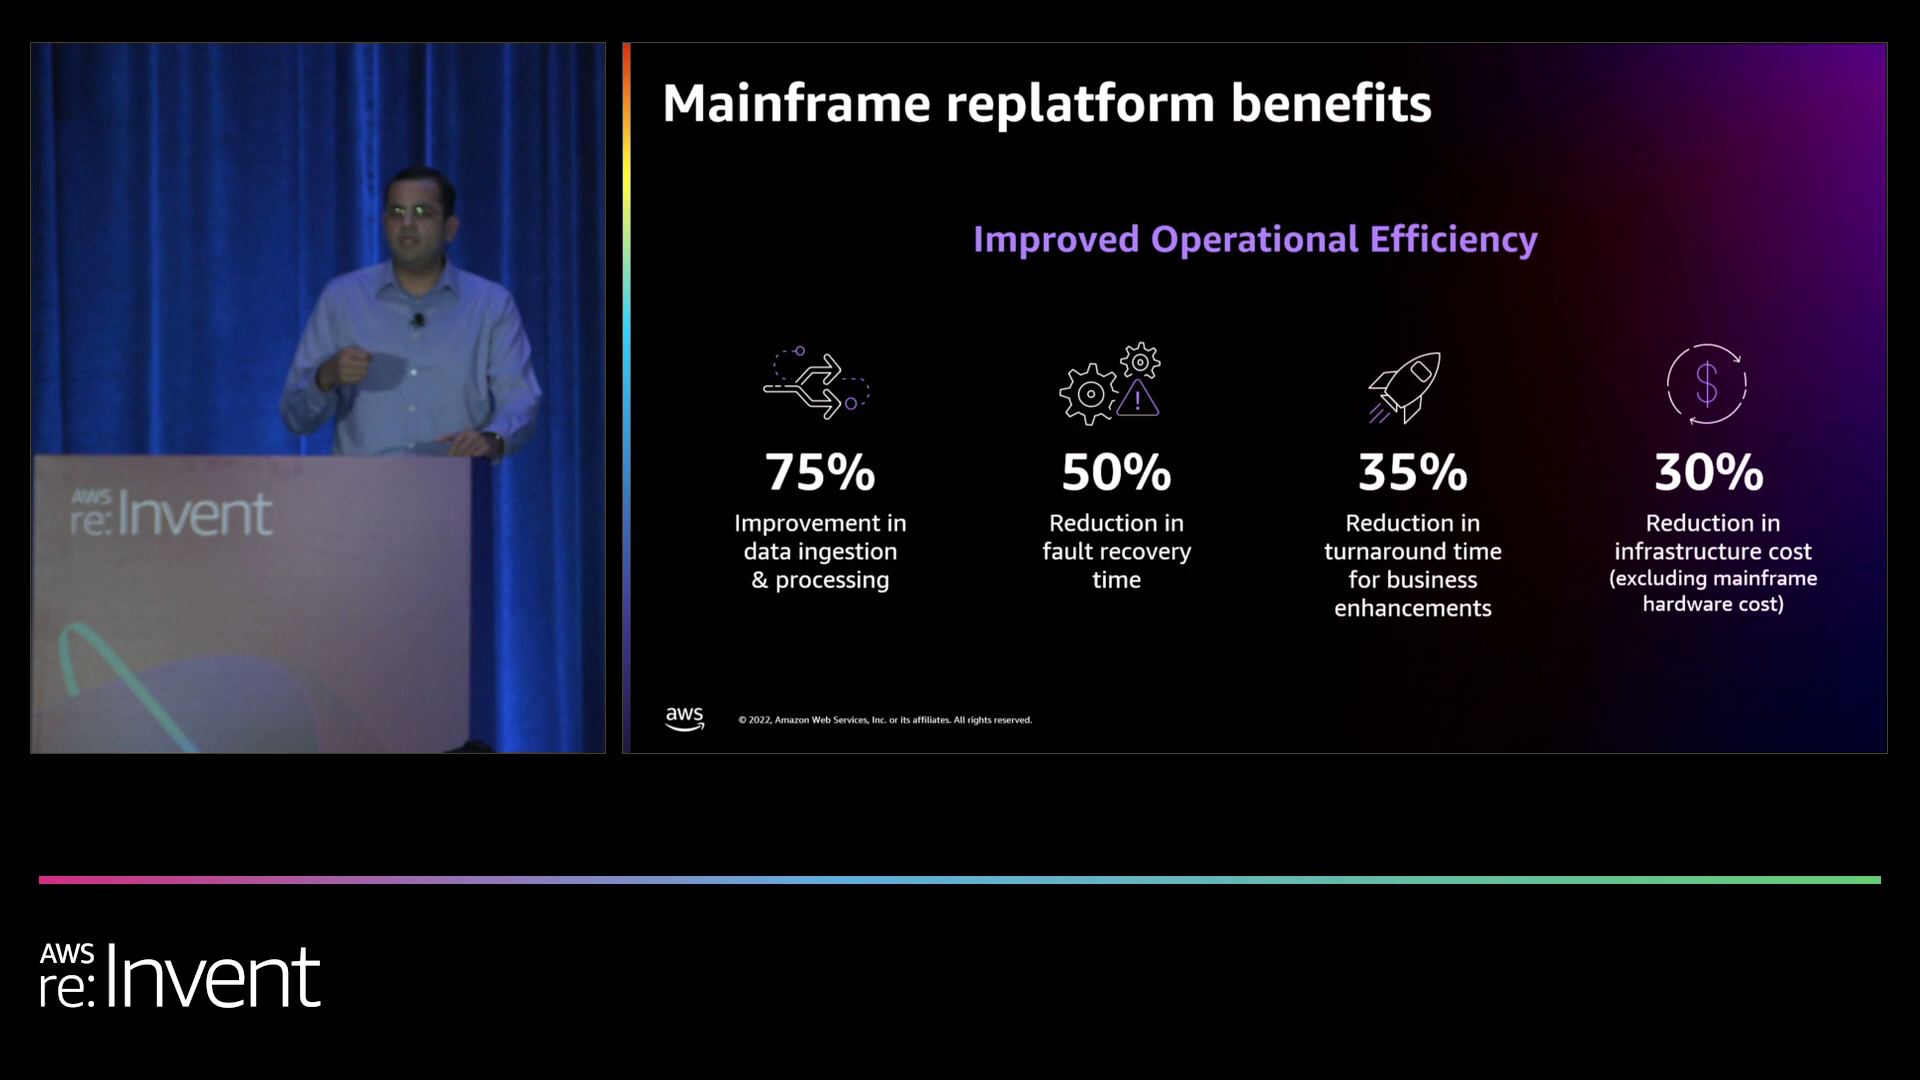 AWS
re:Invent
Mainframe replatform benefits
Improved Operational Efficiency
75%
Improvement in
data ingestion
& processing
50%
Reduction in
fault recovery
time
35%
Reduction in
turnaround time
for business
enhancements
30%
Reduction in
infrastructure cost
(excluding mainframe
hardware cost)
aws
© 2022, Amazon Web Services, Inc. or its affiliates. All rights reserved.
AWS
re:Invent